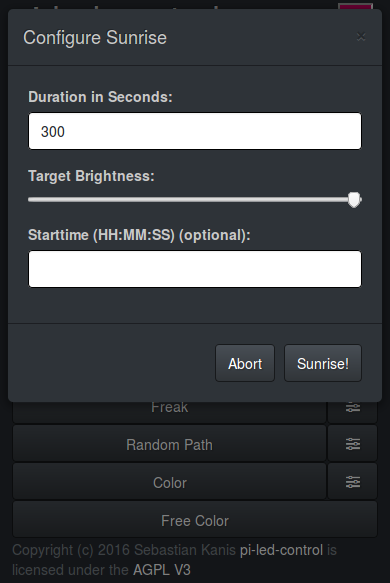 Configure Sunrise
×
Duration in Seconds:
300
Target Brightness:
Starttime (HH:MM:SS) (optional):
Abort
Sunrise!
Freak
Random Path
Color
Free Color
Copyright (c) 2016 Sebastian Kanis pi-led-control is
licensed under the AGPL V3